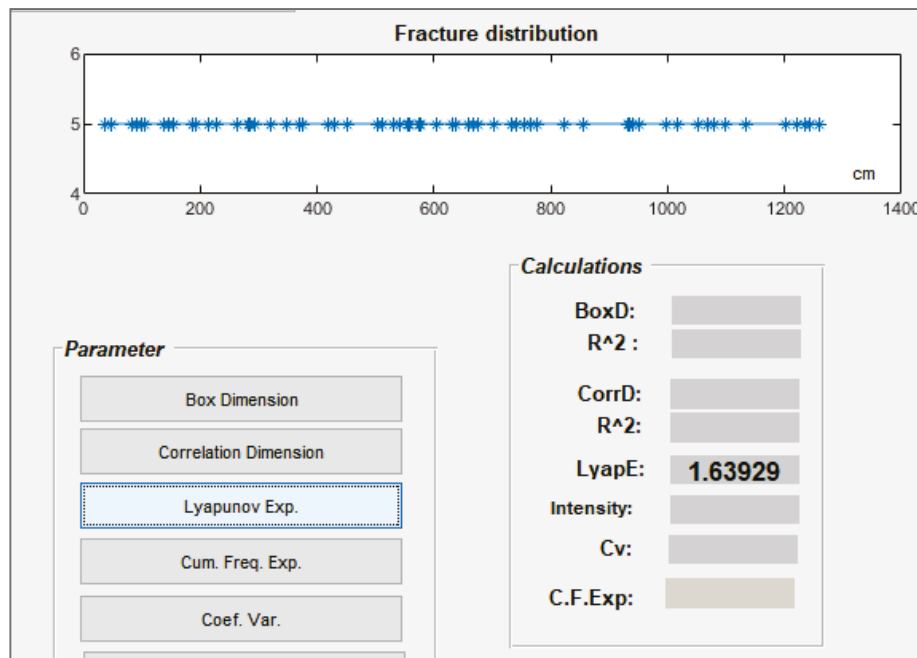 Fracture distribution
6
5
4
cm
0 200 400 600 800 1000 1200 1400
Calculations
BoxD:
R^2 :
CorrD:
R^2:
LyapE: 1.63929
Intensity:
Cv:
C.F.Exp:
Parameter
Box Dimension
Correlation Dimension
Lyapunov Exp.
Cum. Freq. Exp.
Coef. Var.